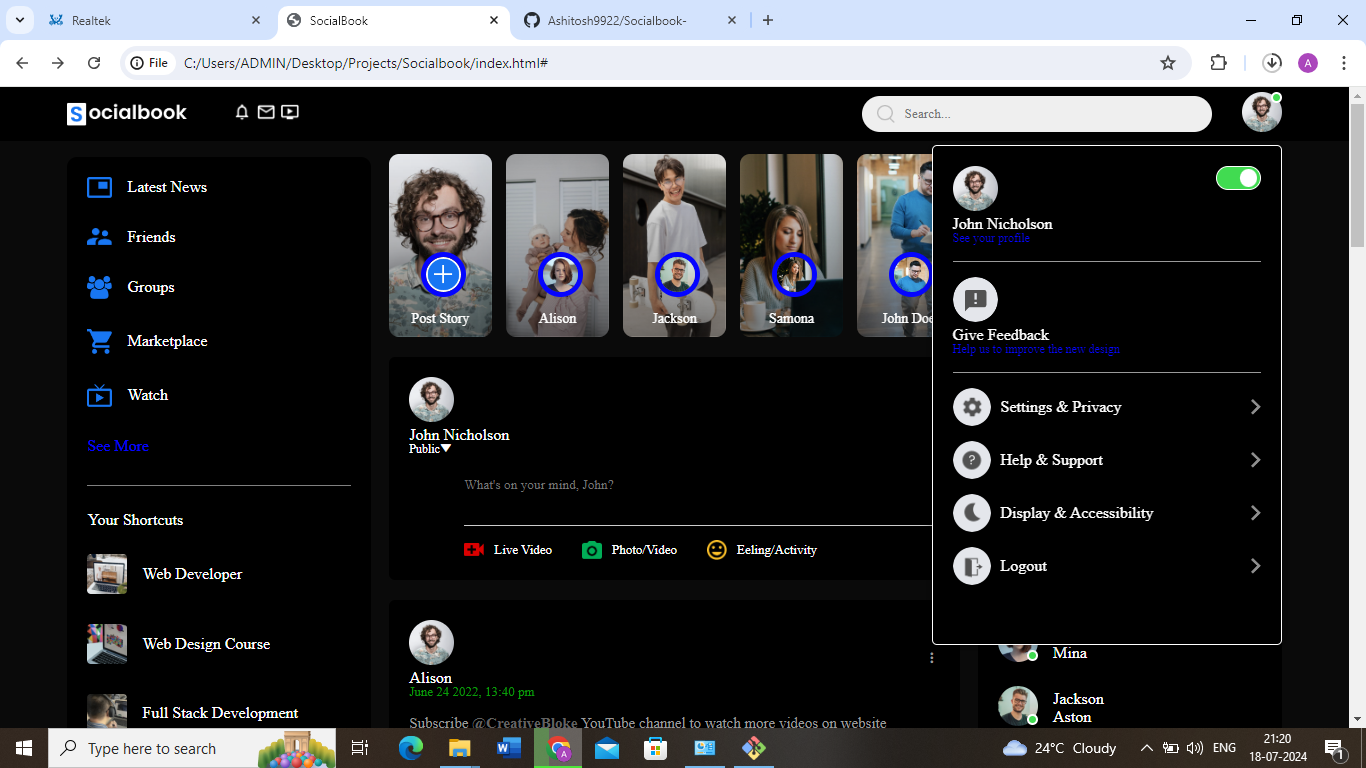 Realtek
SocialBook
Ashitosh9922/Socialbook-
File
C:/Users/ADMIN/Desktop/Projects/Socialbook/index.html#
A
Socialbook
Search...
Latest News
Friends
Groups
Marketplace
Watch
See More
Your Shortcuts
Web Developer
Web Design Course
Full Stack Development
Post Story
Alison
Jackson
Samona
John Doe
John Nicholson
Public▼
What's on your mind, John?
Live Video
Photo/Video
Eeling/Activity
Alison
June 24 2022, 13:40 pm
Subscribe @CreativeBloke YouTube channel to watch more videos on website
John Nicholson
See your profile
Give Feedback
Help us to improve the new design
Settings & Privacy
Help & Support
Display & Accessibility
Logout
Mina
Jackson
Aston
Type here to search
24°C Cloudy
ENG
21:20
18-07-2024
1